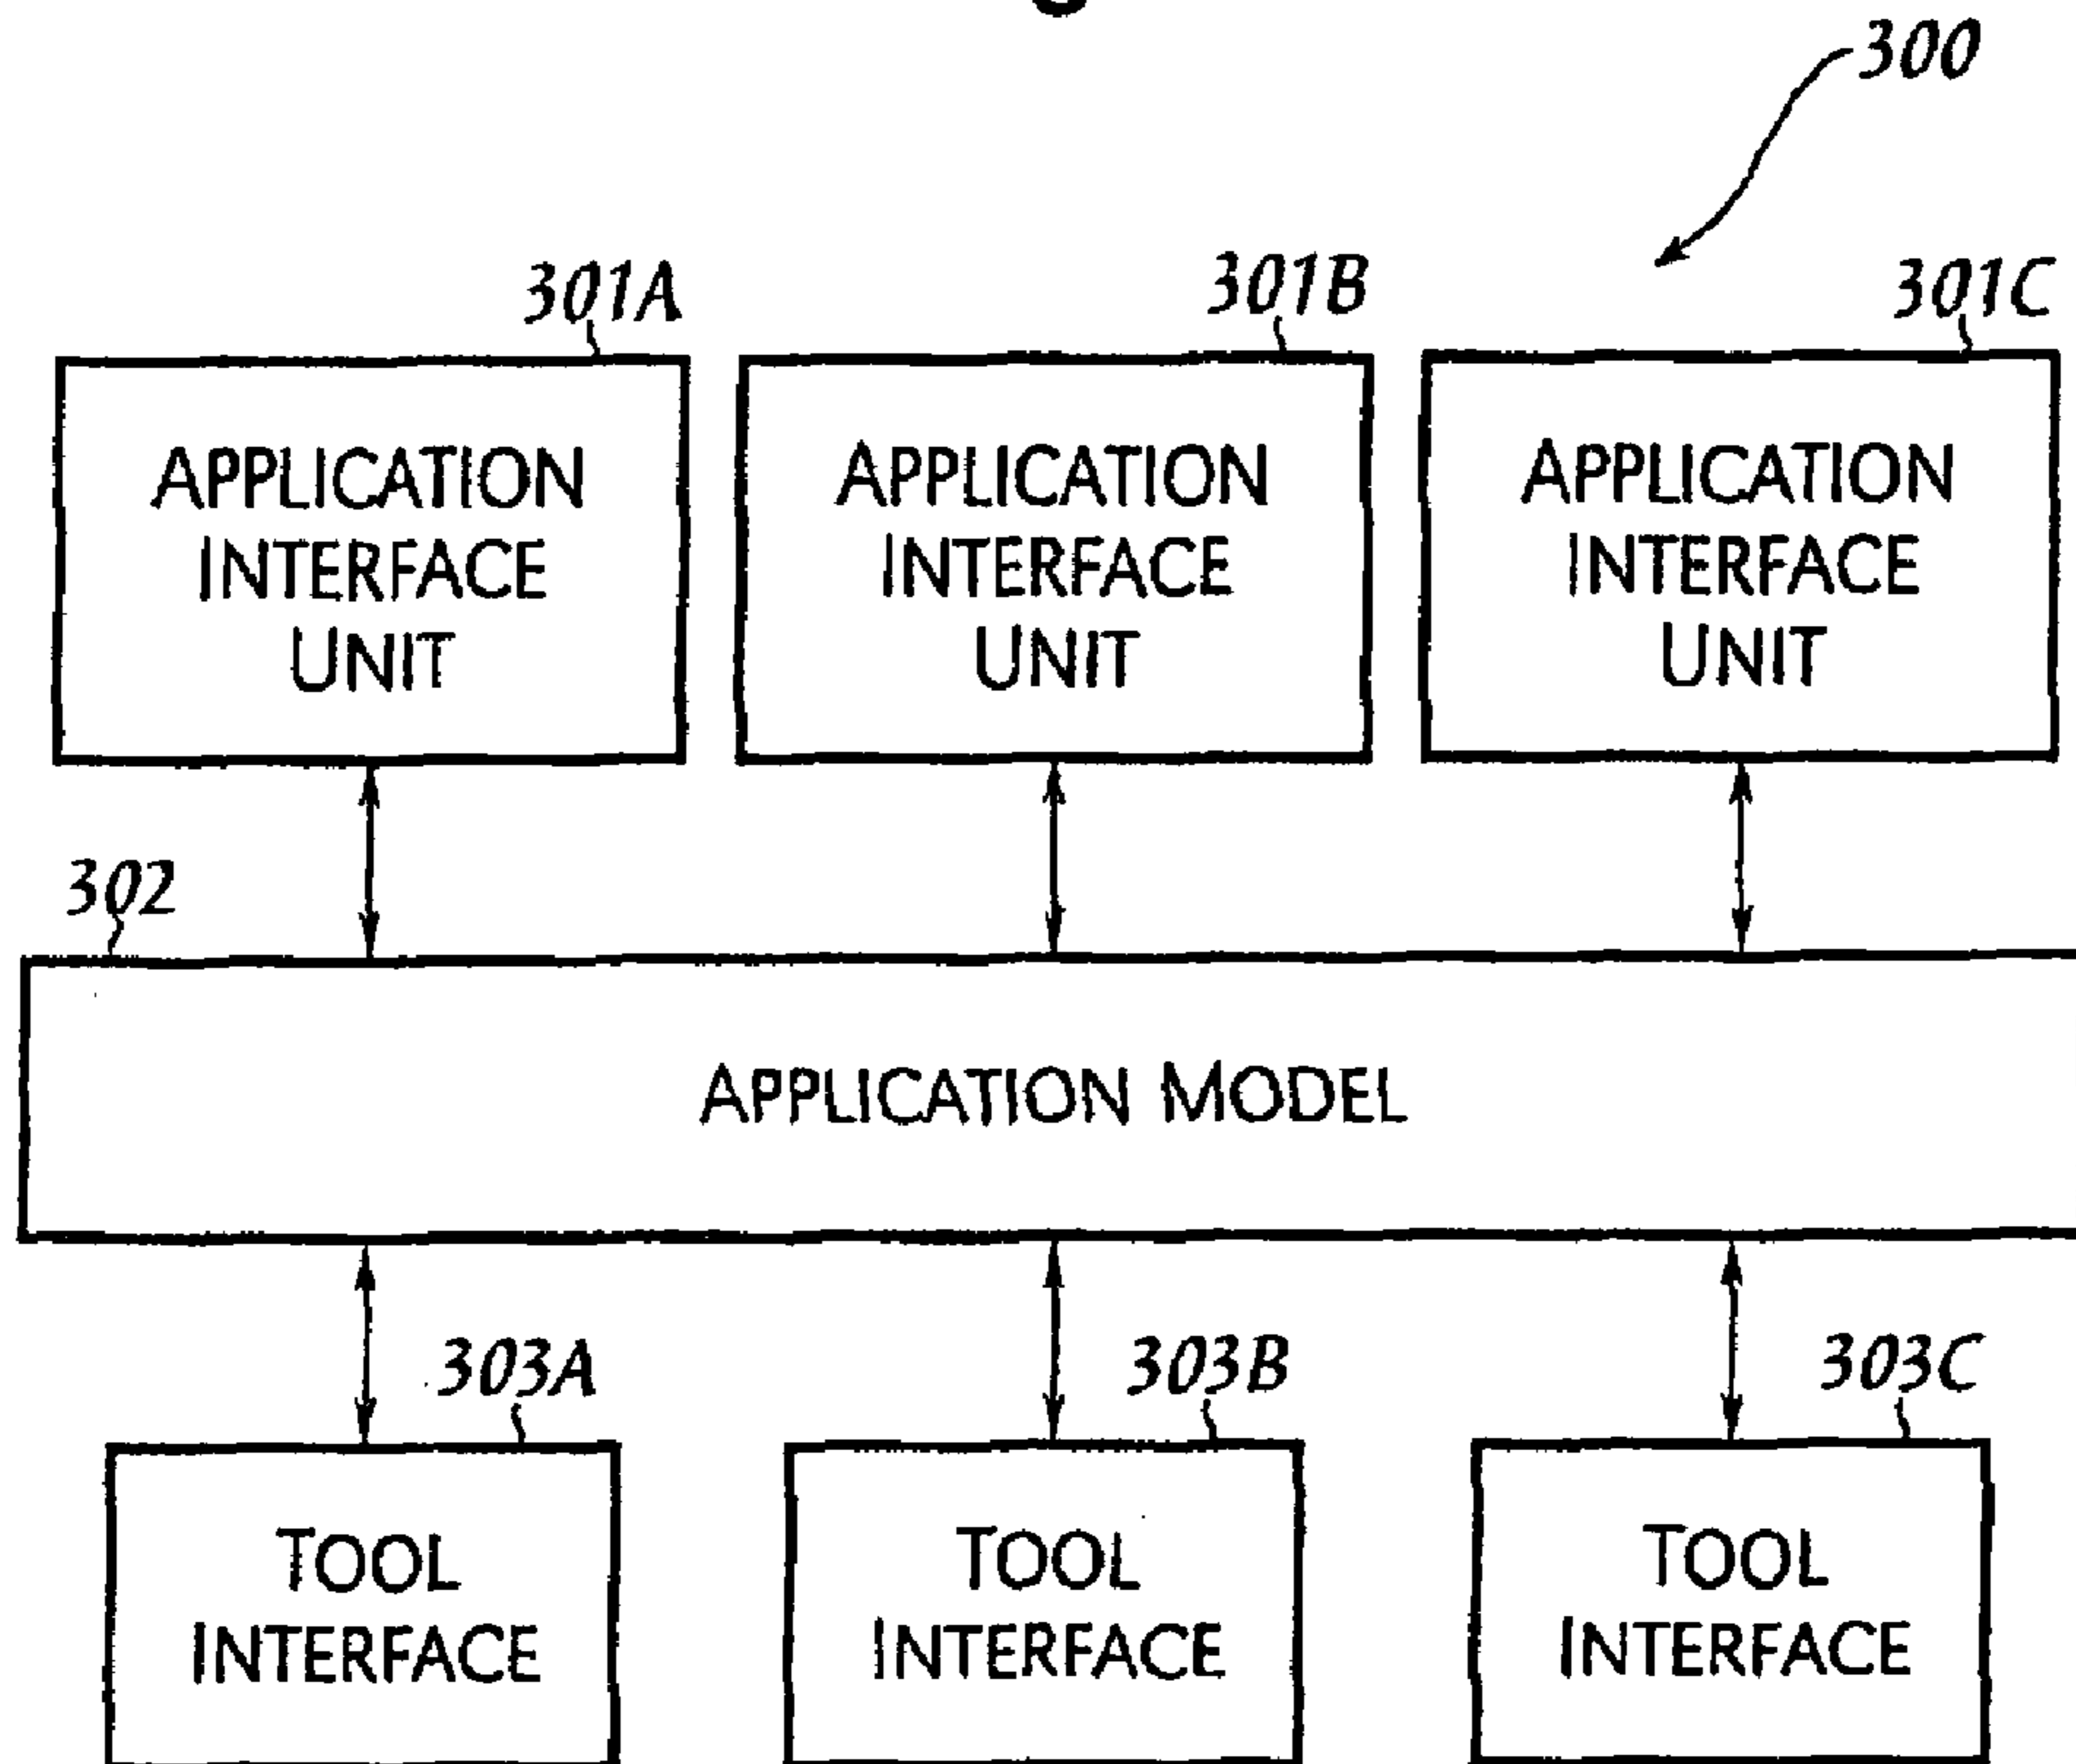 300
301A
301B
301C
APPLICATION
INTERFACE
UNIT
APPLICATION
INTERFACE
UNIT
APPLICATION
INTERFACE
UNIT
302
APPLICATION MODEL
303A
303B
303C
TOOL
INTERFACE
TOOL
INTERFACE
TOOL
INTERFACE